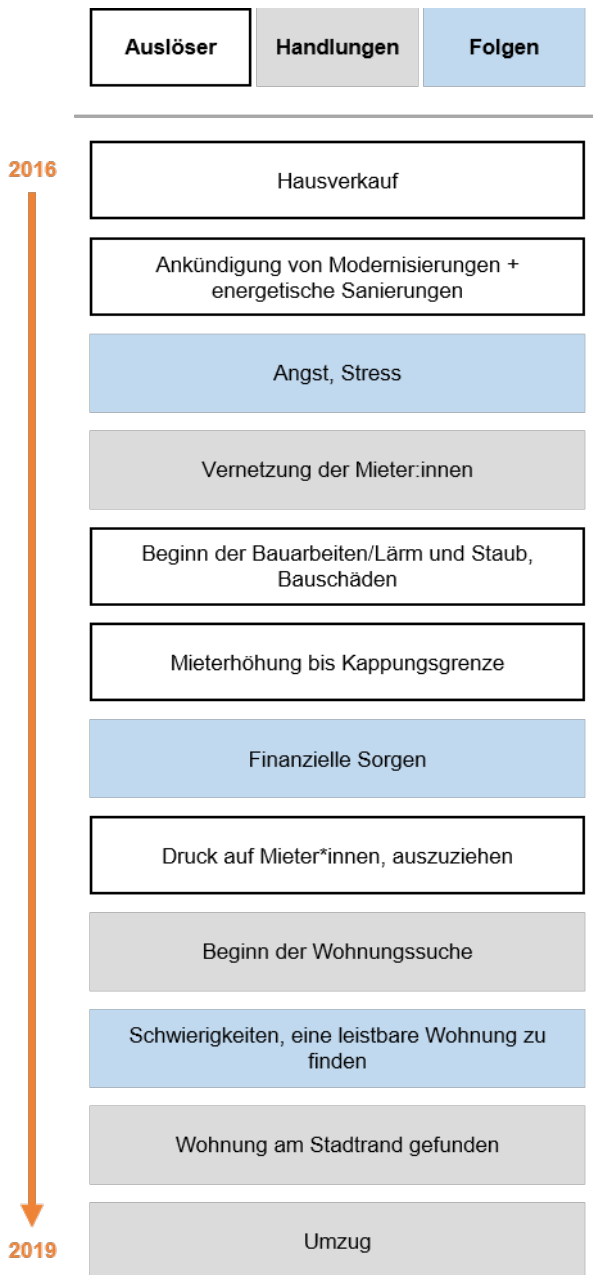 Auslöser
Handlungen
Folgen
2016
Hausverkauf
Ankündigung von Modernisierungen +
energetische Sanierungen
Angst, Stress
Vernetzung der Mieter:innen
Beginn der Bauarbeiten/Lärm und Staub,
Bauschäden
Mieterhöhung bis Kappungsgrenze
Finanzielle Sorgen
Druck auf Mieter*innen, auszuziehen
Beginn der Wohnungssuche
Schwierigkeiten, eine leistbare Wohnung zu
finden
Wohnung am Stadtrand gefunden
Umzug
2019